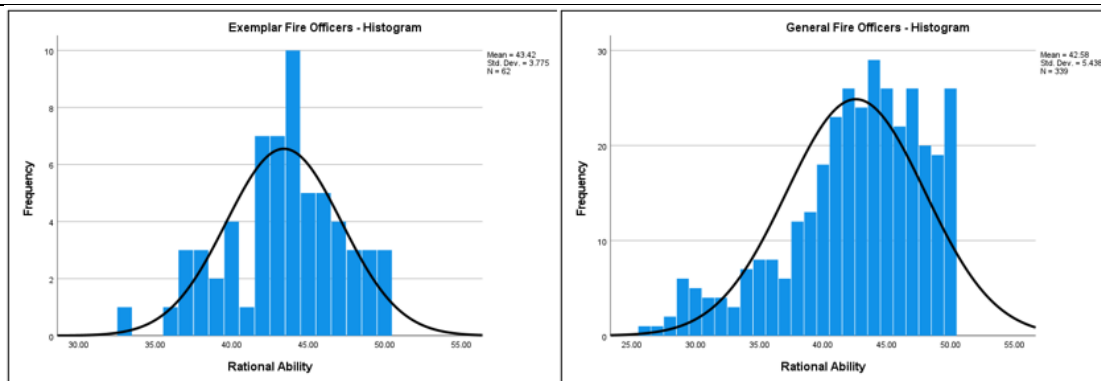 Exemplar Fire Officers - Histogram
Mean = 43.42
Std. Dev. = 3.775
N = 62
10
8
6
4
2
0
Frequency
30.00 35.00 40.00 45.00 50.00 55.00
Rational Ability
General Fire Officers - Histogram
Mean = 42.58
Std. Dev. = 5.436
N = 339
30
20
10
0
Frequency
25.00 30.00 35.00 40.00 45.00 50.00 55.00
Rational Ability